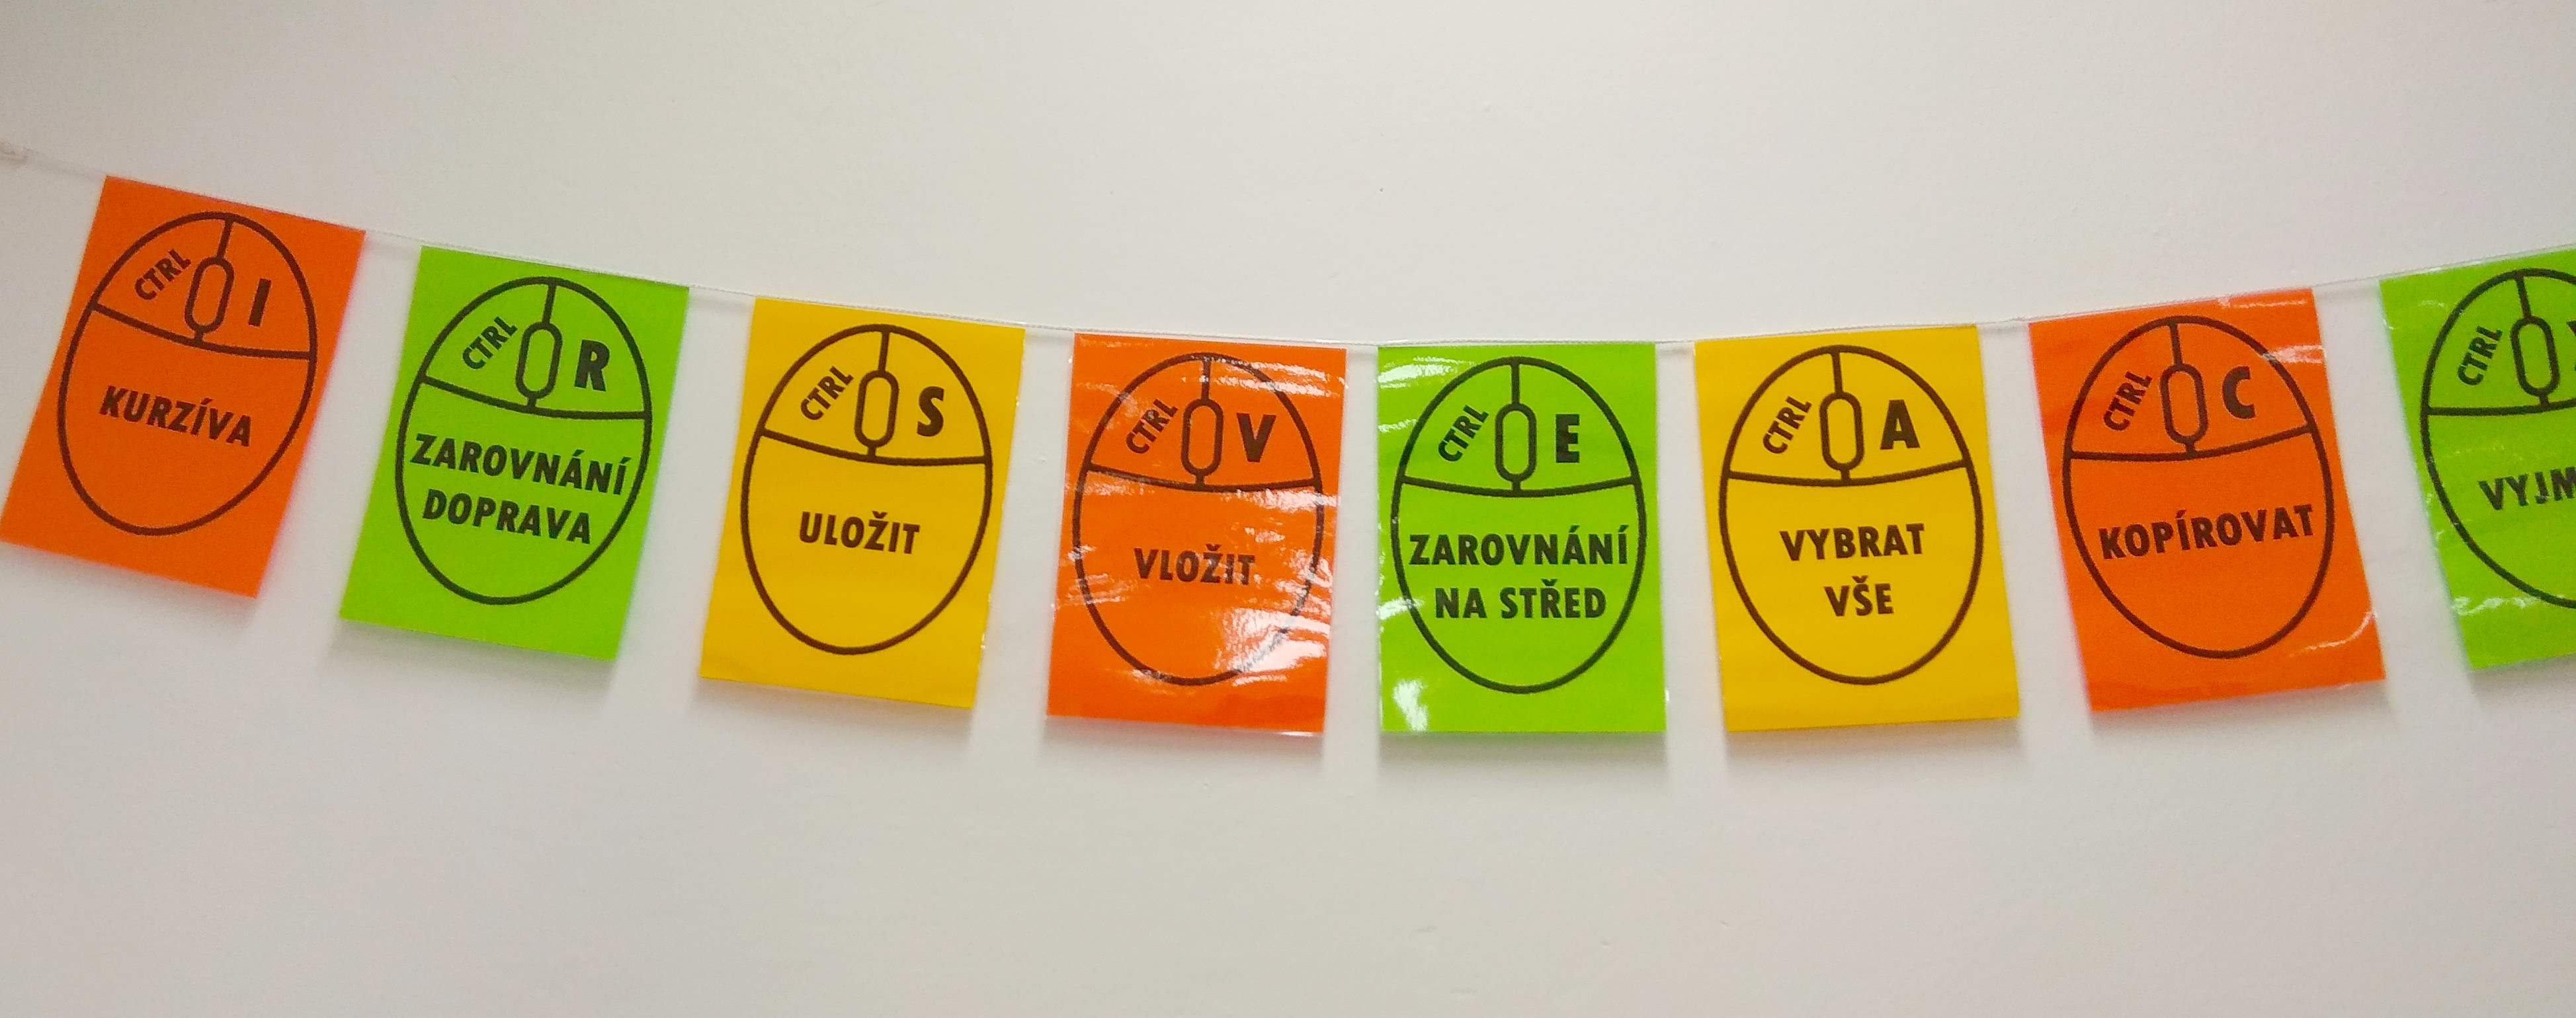 CTRL I
KURZÍVA
CTRL R
ZAROVNÁNÍ
DOPRAVA
CTRL S
ULOŽIT
CTRL V
VLOŽIT
CTRL E
ZAROVNÁNÍ
NA STŘED
CTRL A
VYBRAT
VŠE
CTRL C
KOPÍROVAT
CTRL